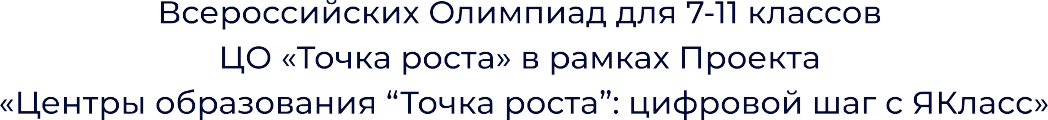 Всероссийских Олимпиад для 7-11 классов
ЦО «Точка роста» в рамках Проекта
«Центры образования “Точка роста”: цифровой шаг с ЯКласс»